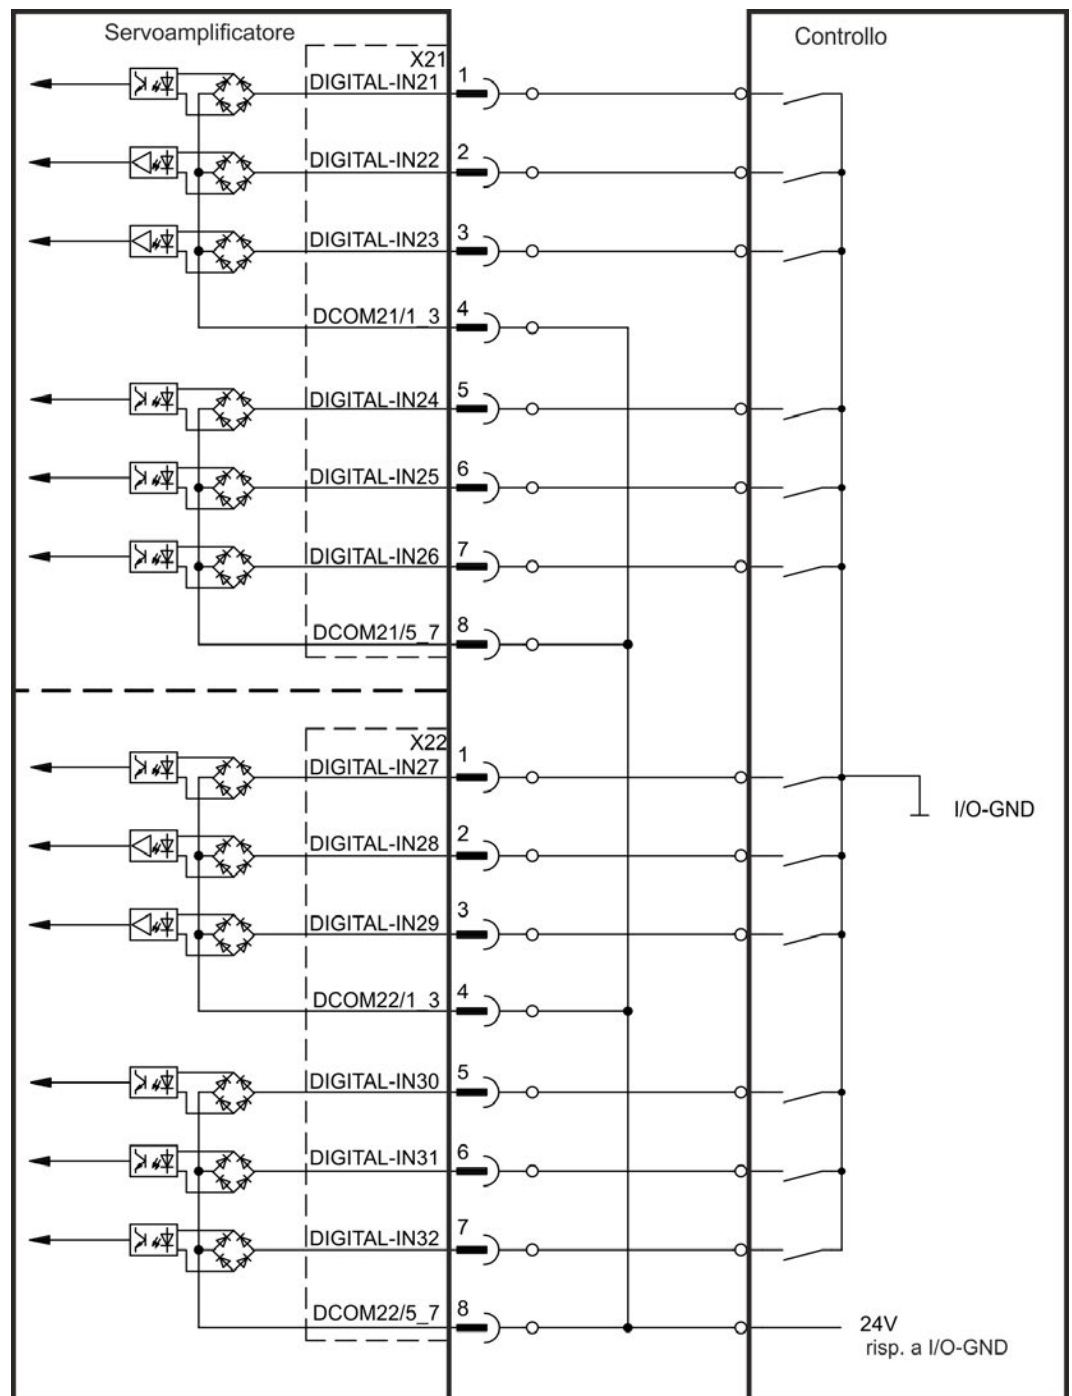 Servoamplificatore
Controllo
X21
DIGITAL-IN21 1
DIGITAL-IN22 2
DIGITAL-IN23 3
DCOM21/1_3 4
DIGITAL-IN24 5
DIGITAL-IN25 6
DIGITAL-IN26 7
DCOM21/5_7 8
X22
DIGITAL-IN27 1
I/O-GND
DIGITAL-IN28 2
DIGITAL-IN29 3
DCOM22/1_3 4
DIGITAL-IN30 5
DIGITAL-IN31 6
DIGITAL-IN32 7
DCOM22/5_7 8
24V
risp. a I/O-GND